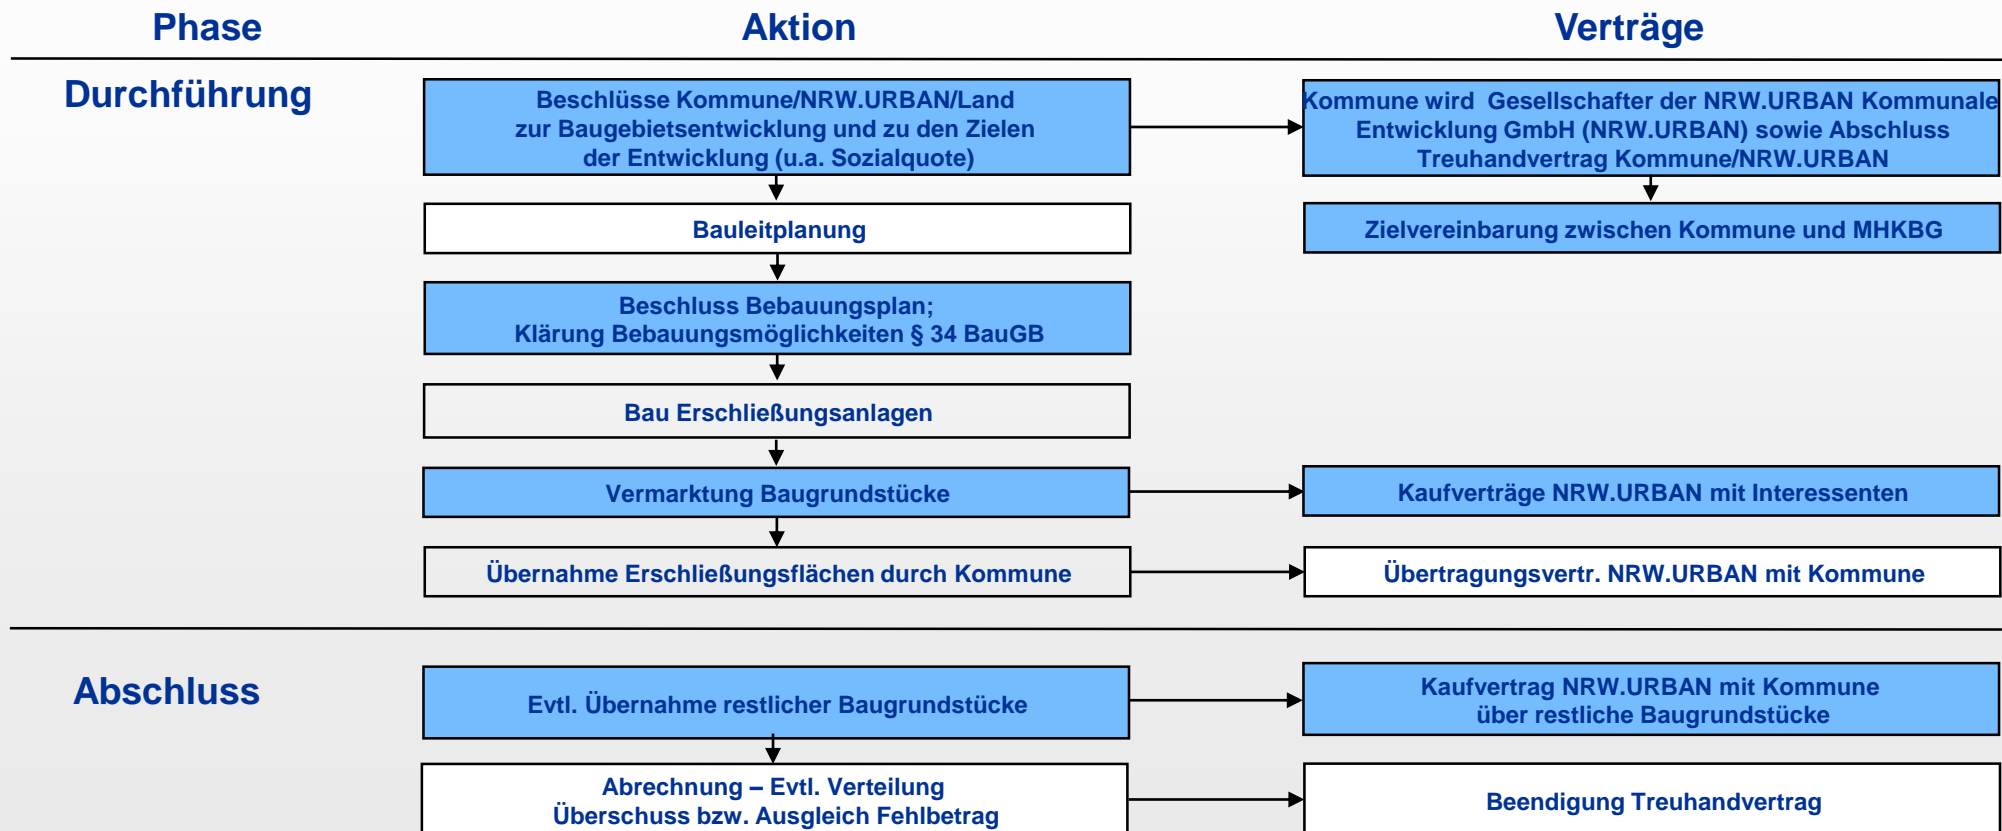 Phase
Aktion
Verträge
Durchführung
Beschlüsse Kommune/NRW.URBAN/Land
zur Baugebietsentwicklung und zu den Zielen
der Entwicklung (u.a. Sozialquote)
Kommune wird Gesellschafter der NRW.URBAN Kommunale
Entwicklung GmbH (NRW.URBAN) sowie Abschluss
Treuhandvertrag Kommune/NRW.URBAN
Bauleitplanung
Zielvereinbarung zwischen Kommune und MHKBG
Beschluss Bebauungsplan;
Klärung Bebauungsmöglichkeiten § 34 BauGB
Bau Erschließungsanlagen
Vermarktung Baugrundstücke
Kaufverträge NRW.URBAN mit Interessenten
Übernahme Erschließungsflächen durch Kommune
Übertragungsvertr. NRW.URBAN mit Kommune
Abschluss
Evtl. Übernahme restlicher Baugrundstücke
Kaufvertrag NRW.URBAN mit Kommune
über restliche Baugrundstücke
Abrechnung – Evtl. Verteilung
Überschuss bzw. Ausgleich Fehlbetrag
Beendigung Treuhandvertrag